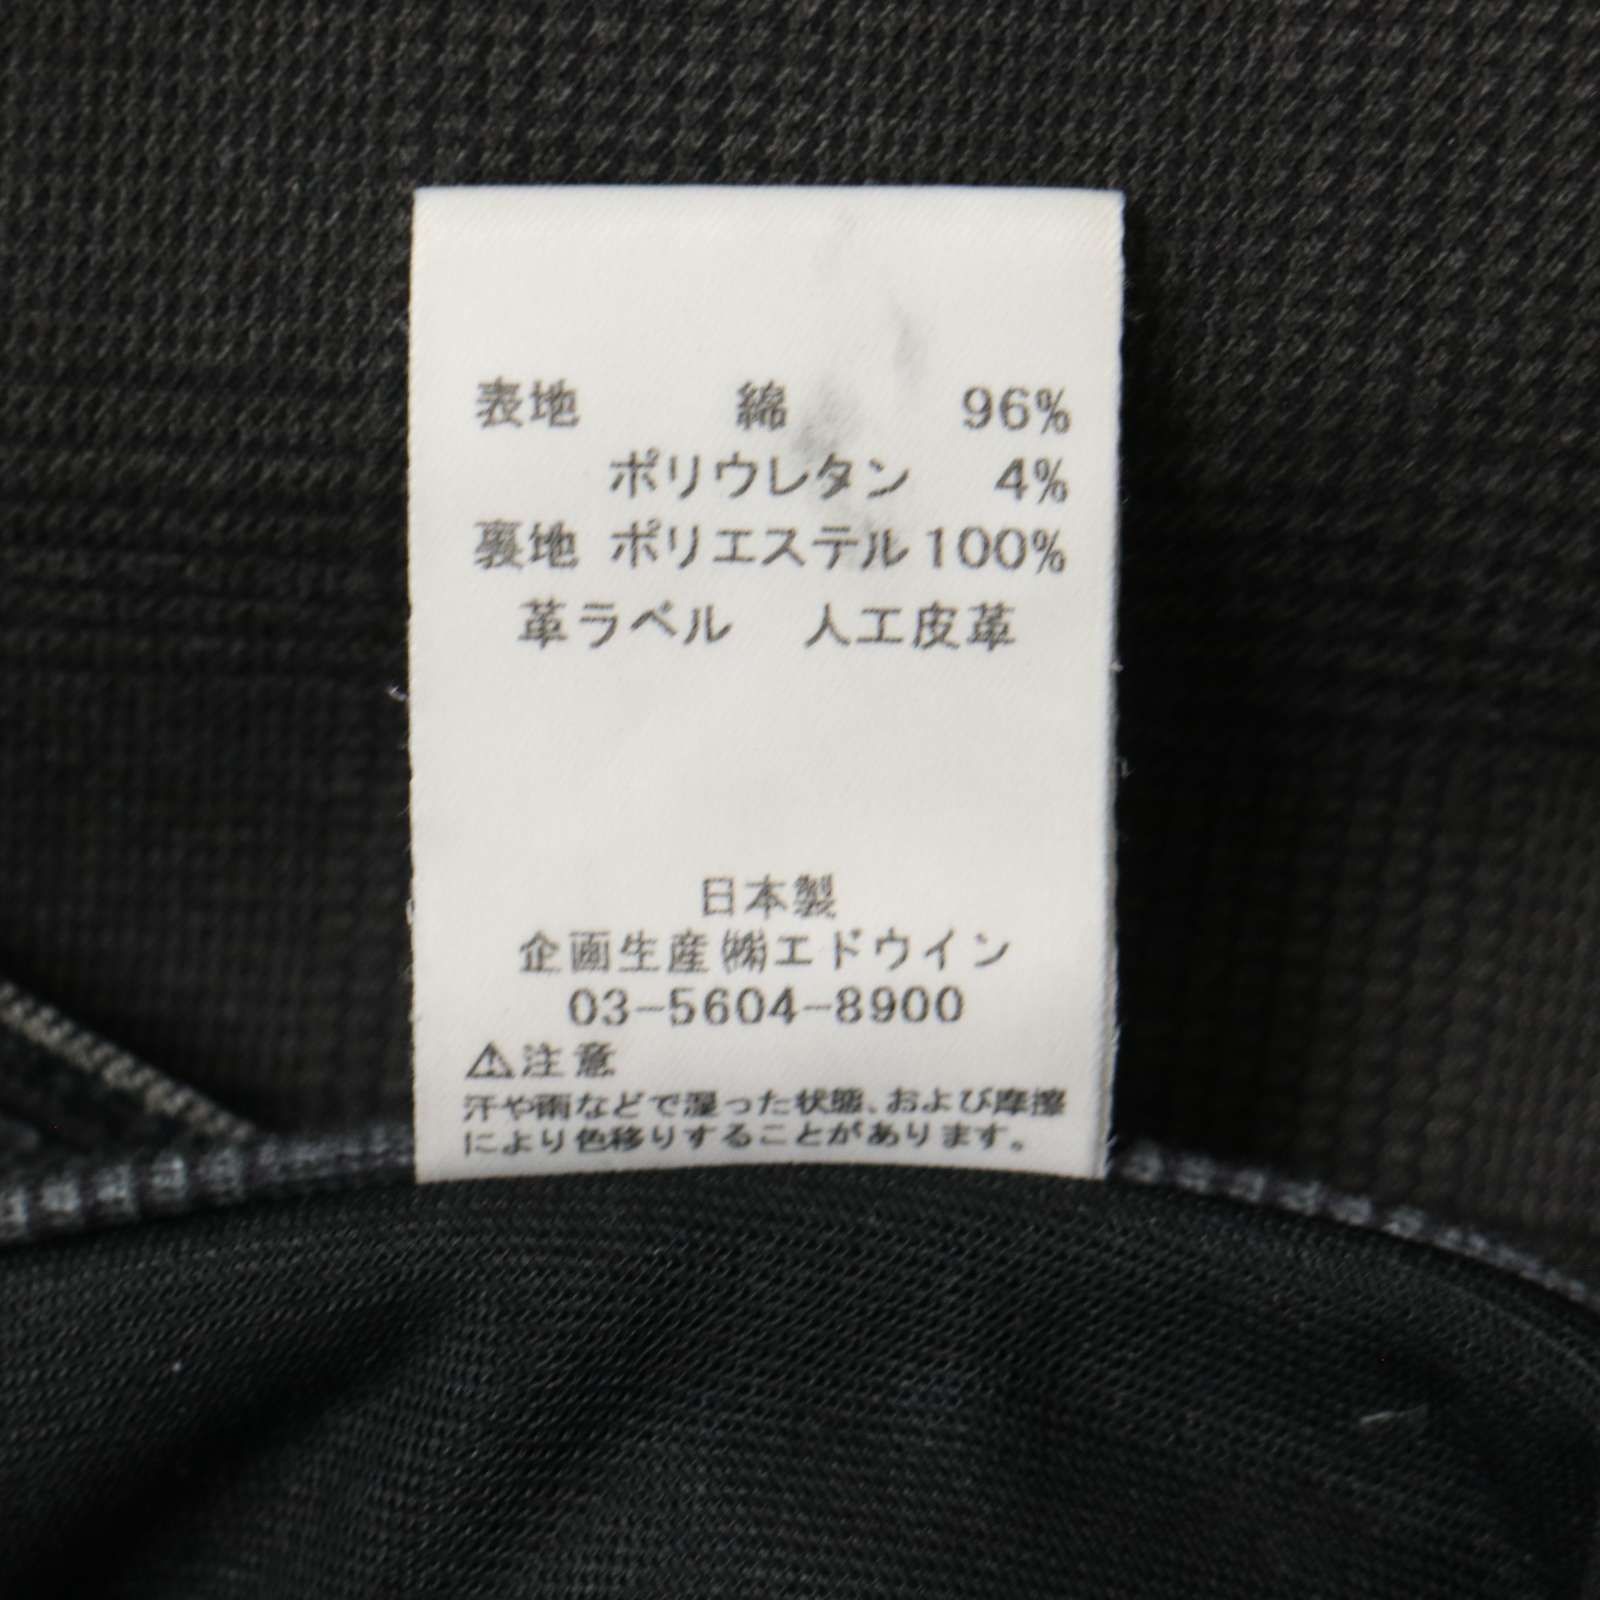 表地 綿 96%
ポリウレタン 4%
裏地 ポリエステル 100%
革ラベル 人工皮革
日本製
企画生産㈱エドウイン
03-5604-8900
⚠注意
汗や雨などで湿った状態、および摩擦
により色移りすることがあります。